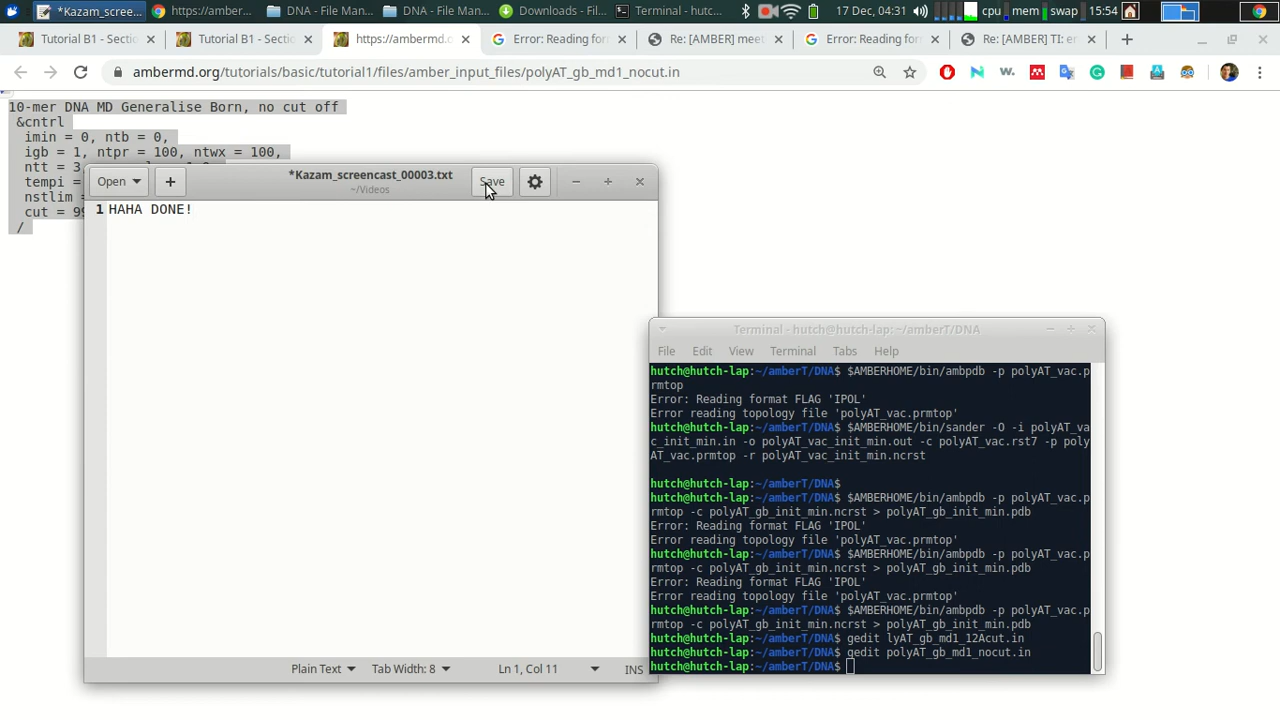 *Kazam_scree...
https://amber...
DNA - File Man...
DNA - File Man...
Downloads - Fil...
Terminal - hutc...
17 Dec, 04:31
cpu
mem
swap
15:54
Tutorial B1 - Secti
Tutorial B1 - Sectio
https://ambermd.o
Error: Reading forn
Re: [AMBER] meet
Error: Reading forn
Re: [AMBER] TI: er
ambermd.org/tutorials/basic/tutorial1/files/amber_input_files/polyAT_gb_md1_nocut.in
10-mer DNA MD Generalise Born, no cut off
&cntrl
imin = 0, ntb = 0,
igb = 1, ntpr = 100, ntwx = 100,
ntt = 3
tempi =
nstlim =
cut = 99
/
Open
*Kazam_screencast_00003.txt
~/Videos
Save
1 HAHA DONE!
Plain Text
Tab Width: 8
Ln 1, Col 11
INS
Terminal - hutch@hutch-lap: ~/amberT/DNA
File Edit View Terminal Tabs Help
hutch@hutch-lap:~/amberT/DNA$ $AMBERHOME/bin/ambpdb -p polyAT_vac.p
rmtop
Error: Reading format FLAG 'IPOL'
Error reading topology file 'polyAT_vac.prmtop'
hutch@hutch-lap:~/amberT/DNA$ $AMBERHOME/bin/sander -O -i polyAT_va
c_init_min.in -o polyAT_vac_init_min.out -c polyAT_vac.rst7 -p poly
AT_vac.prmtop -r polyAT_vac_init_min.ncrst
hutch@hutch-lap:~/amberT/DNA$
hutch@hutch-lap:~/amberT/DNA$ $AMBERHOME/bin/ambpdb -p polyAT_vac.p
rmtop -c polyAT_gb_init_min.ncrst > polyAT_gb_init_min.pdb
Error: Reading format FLAG 'IPOL'
Error reading topology file 'polyAT_vac.prmtop'
hutch@hutch-lap:~/amberT/DNA$ $AMBERHOME/bin/ambpdb -p polyAT_vac.p
rmtop -c polyAT_gb_init_min.ncrst > polyAT_gb_init_min.pdb
Error: Reading format FLAG 'IPOL'
Error reading topology file 'polyAT_vac.prmtop'
hutch@hutch-lap:~/amberT/DNA$ $AMBERHOME/bin/ambpdb -p polyAT_vac.p
rmtop -c polyAT_gb_init_min.ncrst > polyAT_gb_init_min.pdb
hutch@hutch-lap:~/amberT/DNA$ gedit lyAT_gb_md1_12Acut.in
hutch@hutch-lap:~/amberT/DNA$ gedit polyAT_gb_md1_nocut.in
hutch@hutch-lap:~/amberT/DNA$